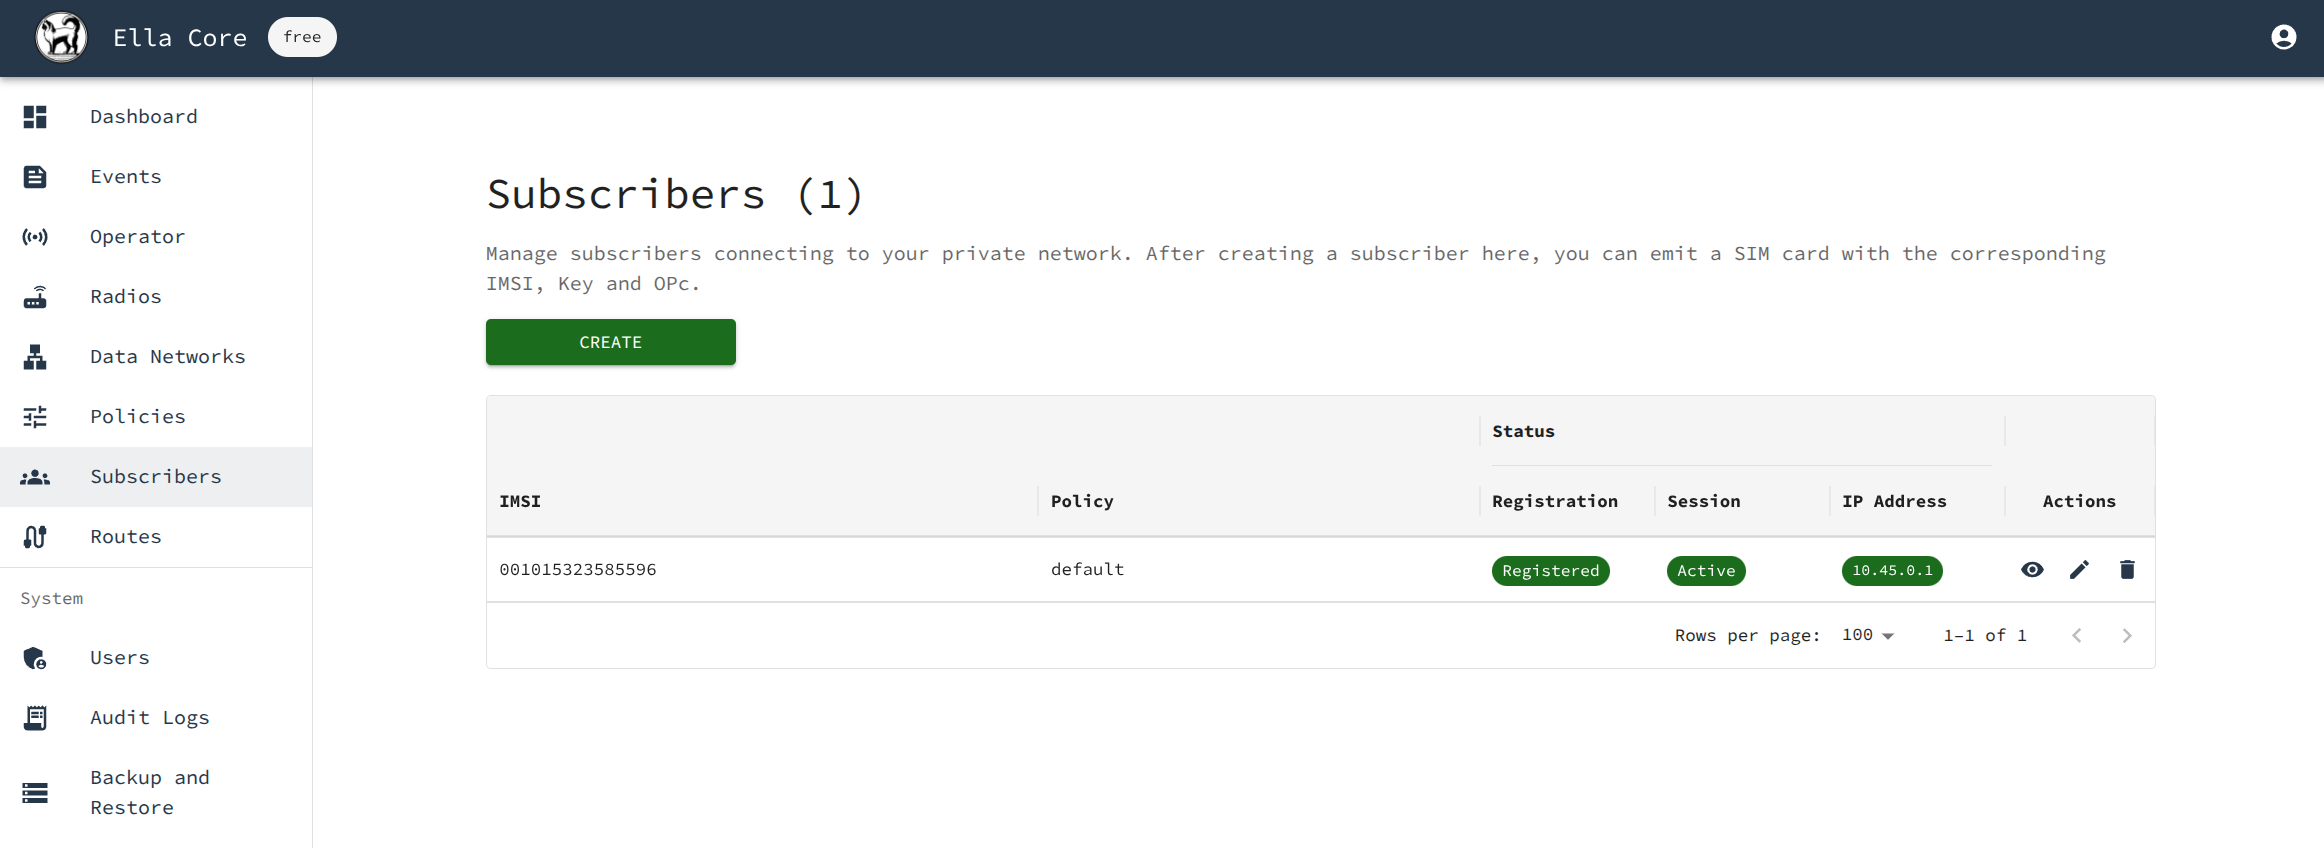 Ella Core free
Dashboard
Events
Operator
Radios
Data Networks
Policies
Subscribers
Routes
System
Users
Audit Logs
Backup and
Restore
Subscribers (1)
Manage subscribers connecting to your private network. After creating a subscriber here, you can emit a SIM card with the corresponding
IMSI, Key and OPc.
CREATE
Status
IMSI Policy Registration Session IP Address Actions
001015323585596 default Registered Active 10.45.0.1
Rows per page: 100 1–1 of 1